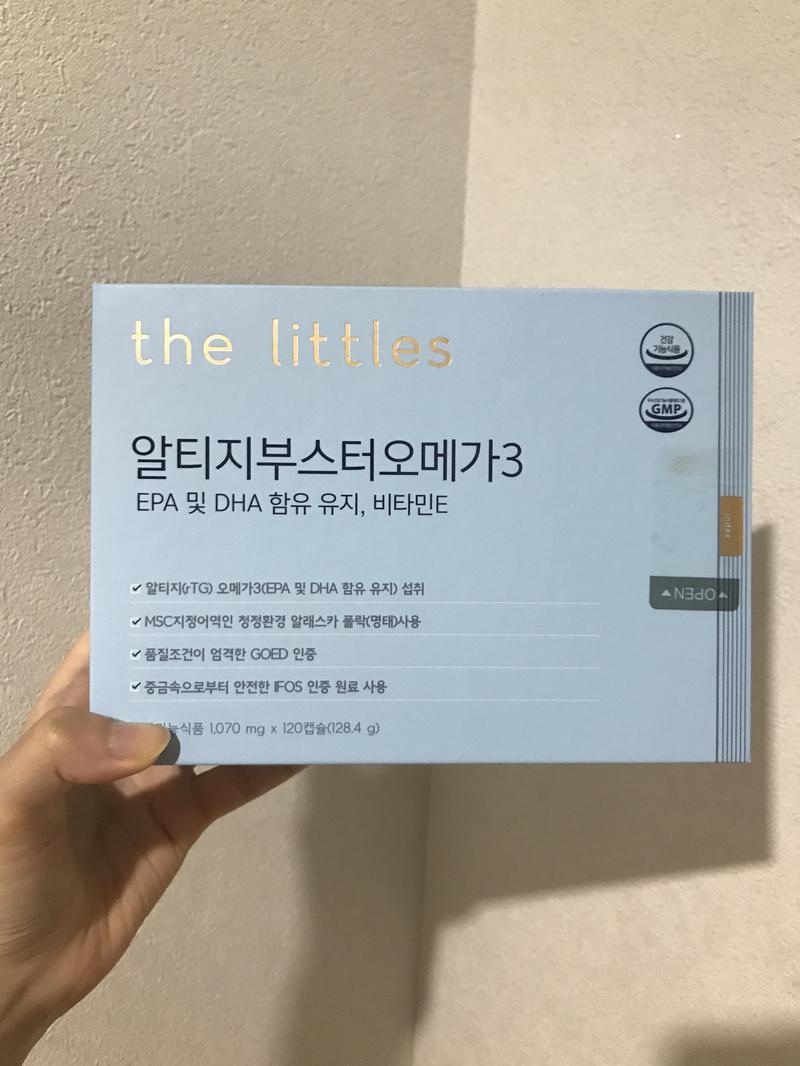 the littles
건강
기능식품
GMP
알티지부스터오메가3
EPA 및 DHA 함유 유지, 비타민E
index
OPEN
알티지(rTG) 오메가3(EPA 및 DHA 함유 유지) 섭취
MSC지정어역인 청정환경 알래스카 폴락(명태)사용
품질조건이 엄격한 GOED 인증
중금속으로부터 안전한 IFOS 인증 원료 사용
1,070 mg x 120캡슐(128.4 g)